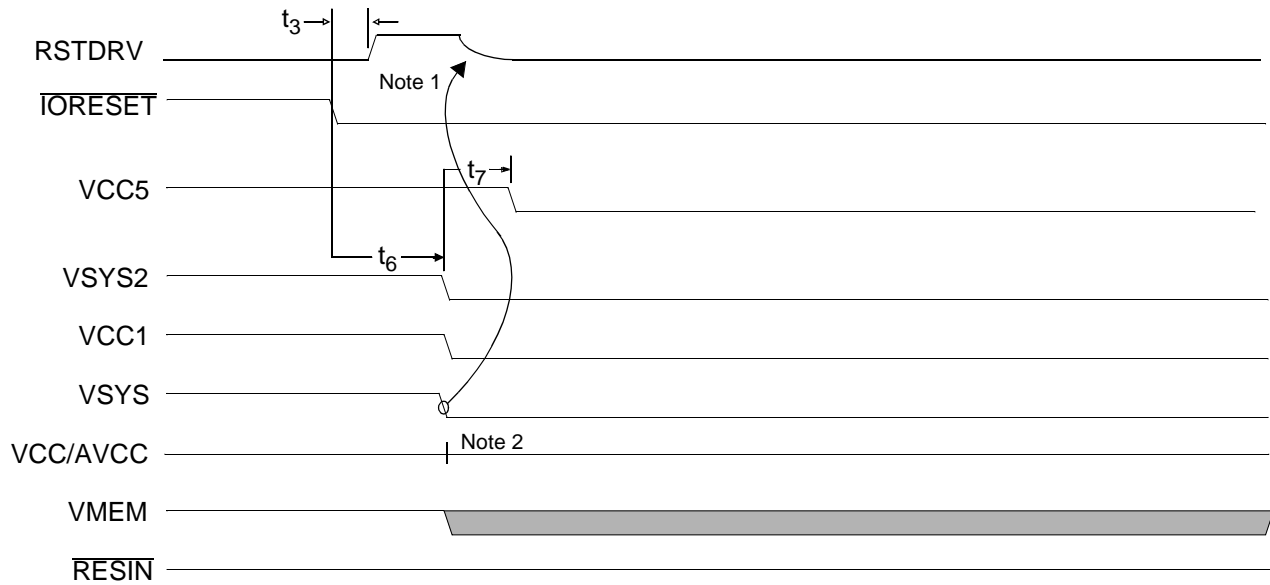 t3
RSTDRV
Note 1
IORESET
t7
VCC5
t6
VSYS2
VCC1
VSYS
Note 2
VCC/AVCC
VMEM
RESIN